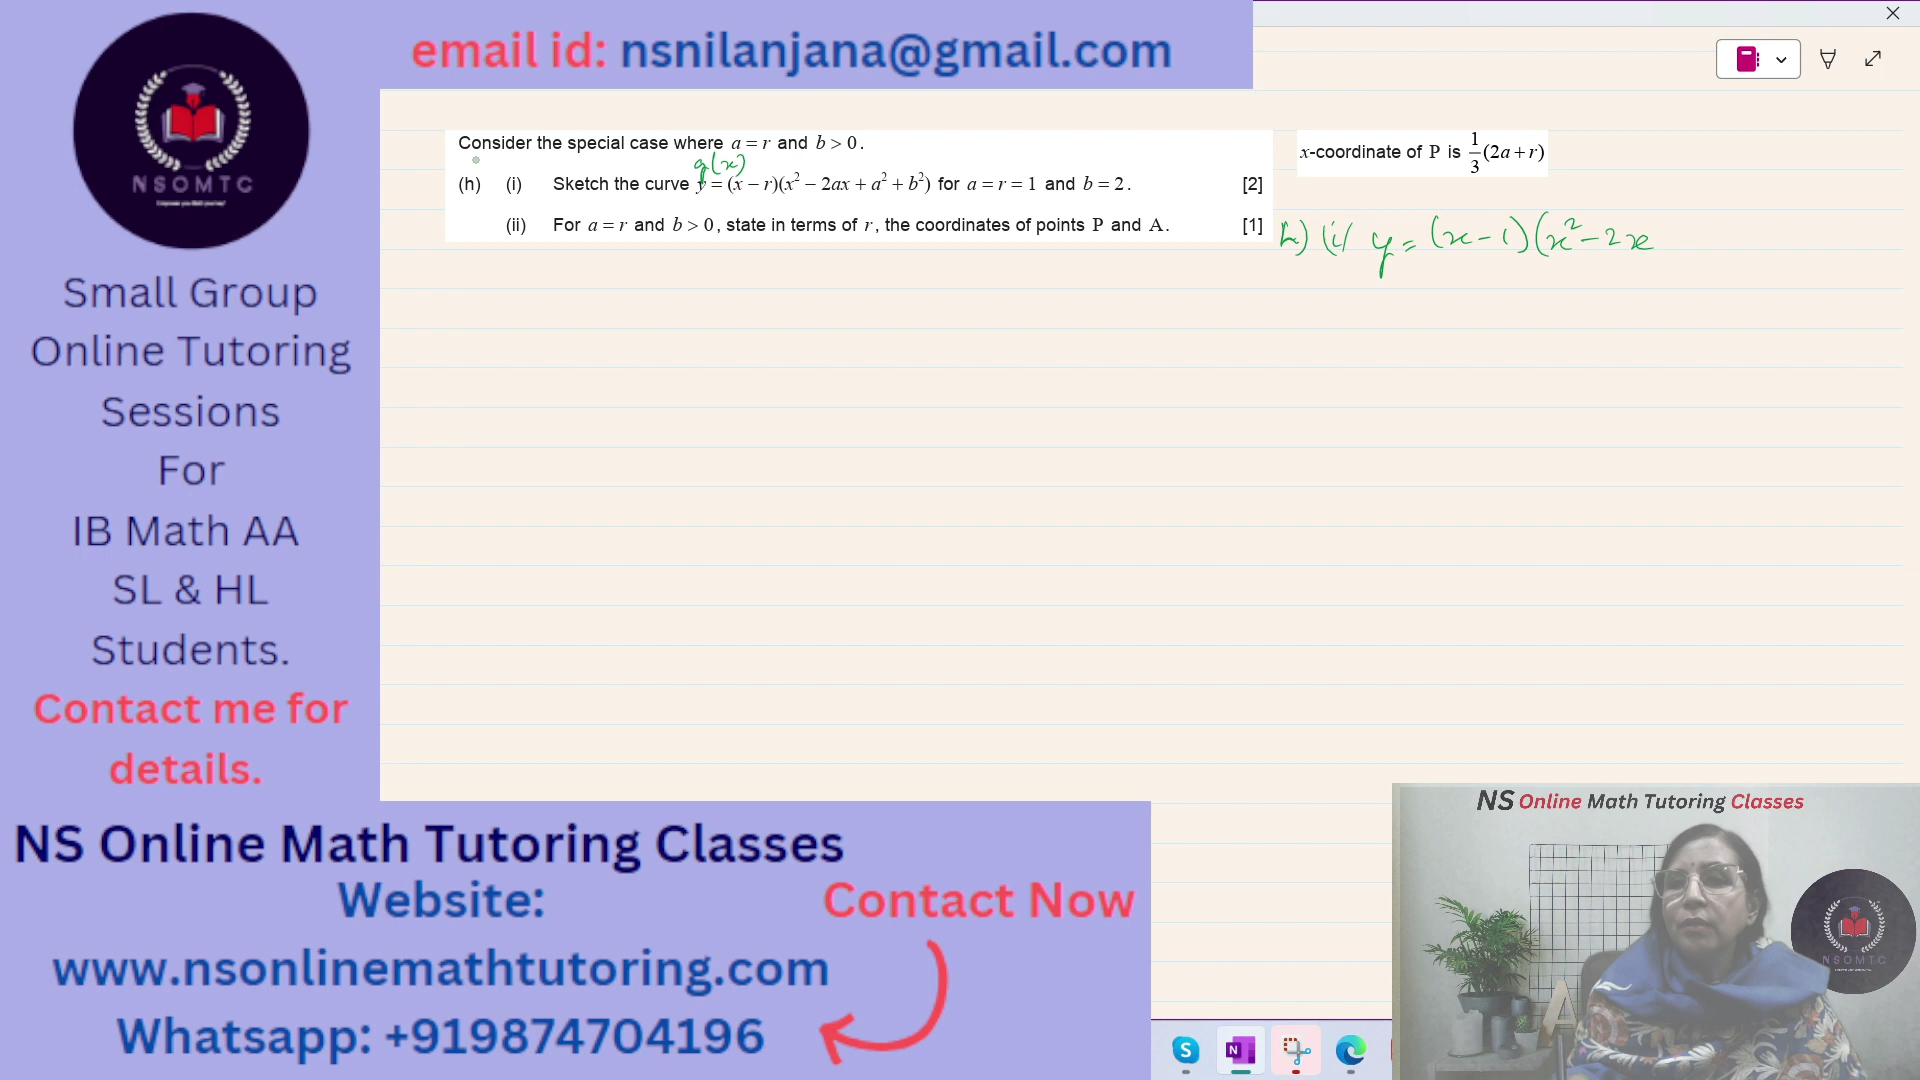 email id: nsnilanjana@gmail.com
NSOMTC
Small Group
Online Tutoring
Sessions
For
IB Math AA
SL & HL
Students.
Contact me for
details.
Consider the special case where a = r and b > 0.
g(x)
(h) (i) Sketch the curve y = (x − r)(x² − 2ax + a² + b²) for a = r = 1 and b = 2. [2]
(ii) For a = r and b > 0, state in terms of r, the coordinates of points P and A. [1]
x-coordinate of P is 1/3(2a + r)
h) (i) y = (x − 1)(x² − 2x
NS Online Math Tutoring Classes
Website:
www.nsonlinemathtutoring.com
Whatsapp: +919874704196
Contact Now
NS Online Math Tutoring Classes
NSOMTC